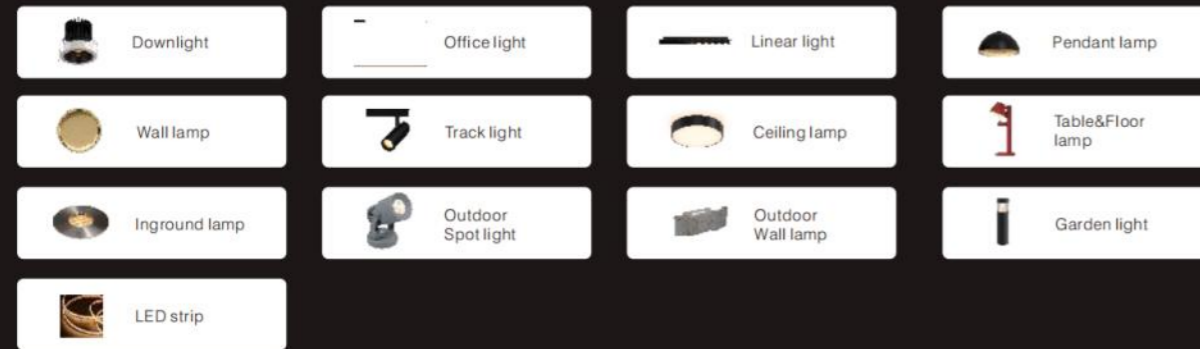 Downlight
Office light
Linear light
Pendant lamp
Wall lamp
Track light
Ceiling lamp
Table&Floor
lamp
Inground lamp
Outdoor
Spot light
Outdoor
Wall lamp
Garden light
LED strip